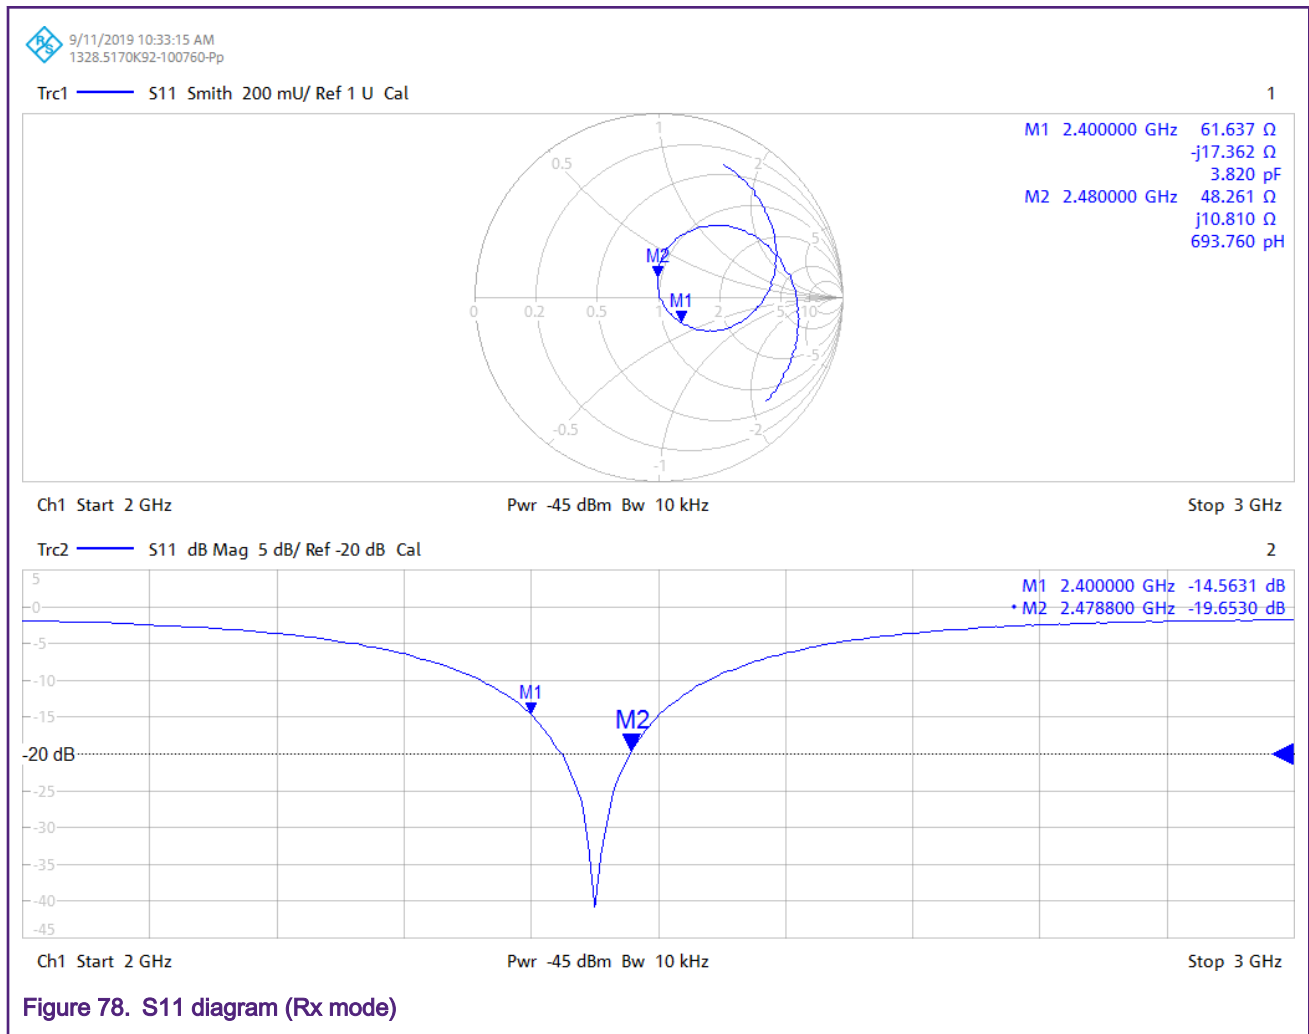 R&S
9/11/2019 10:33:15 AM
1328.5170K92-100760-Pp
Trc1 S11 Smith 200 mU/ Ref 1 U Cal 1
M1 2.400000 GHz 61.637 Ω
-j17.362 Ω
3.820 pF
M2 2.480000 GHz 48.261 Ω
j10.810 Ω
693.760 pH
1
0.5 2
5
M2
M1
0 0.2 0.5 1 2 5 10
-5
-0.5 -2
-1
Ch1 Start 2 GHz Pwr -45 dBm Bw 10 kHz Stop 3 GHz
Trc2 S11 dB Mag 5 dB/ Ref -20 dB Cal 2
M1 2.400000 GHz -14.5631 dB
• M2 2.478800 GHz -19.6530 dB
5
0
-5
-10
M1
-15
M2
-20 dB
-25
-30
-35
-40
-45
Ch1 Start 2 GHz Pwr -45 dBm Bw 10 kHz Stop 3 GHz
Figure 78. S11 diagram (Rx mode)